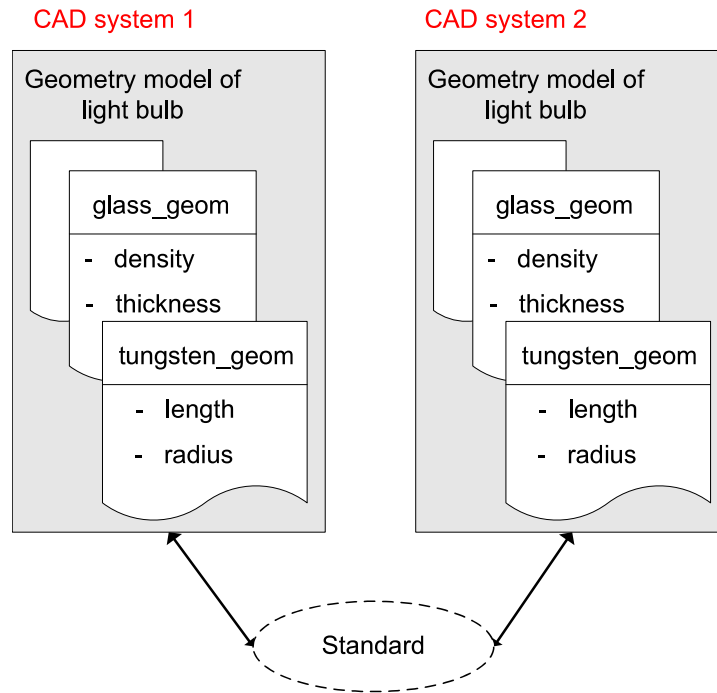 CAD system 1
Geometry model of
light bulb
glass_geom
- density
- thickness
tungsten_geom
- length
- radius
CAD system 2
Geometry model of
light bulb
glass_geom
- density
- thickness
tungsten_geom
- length
- radius
Standard